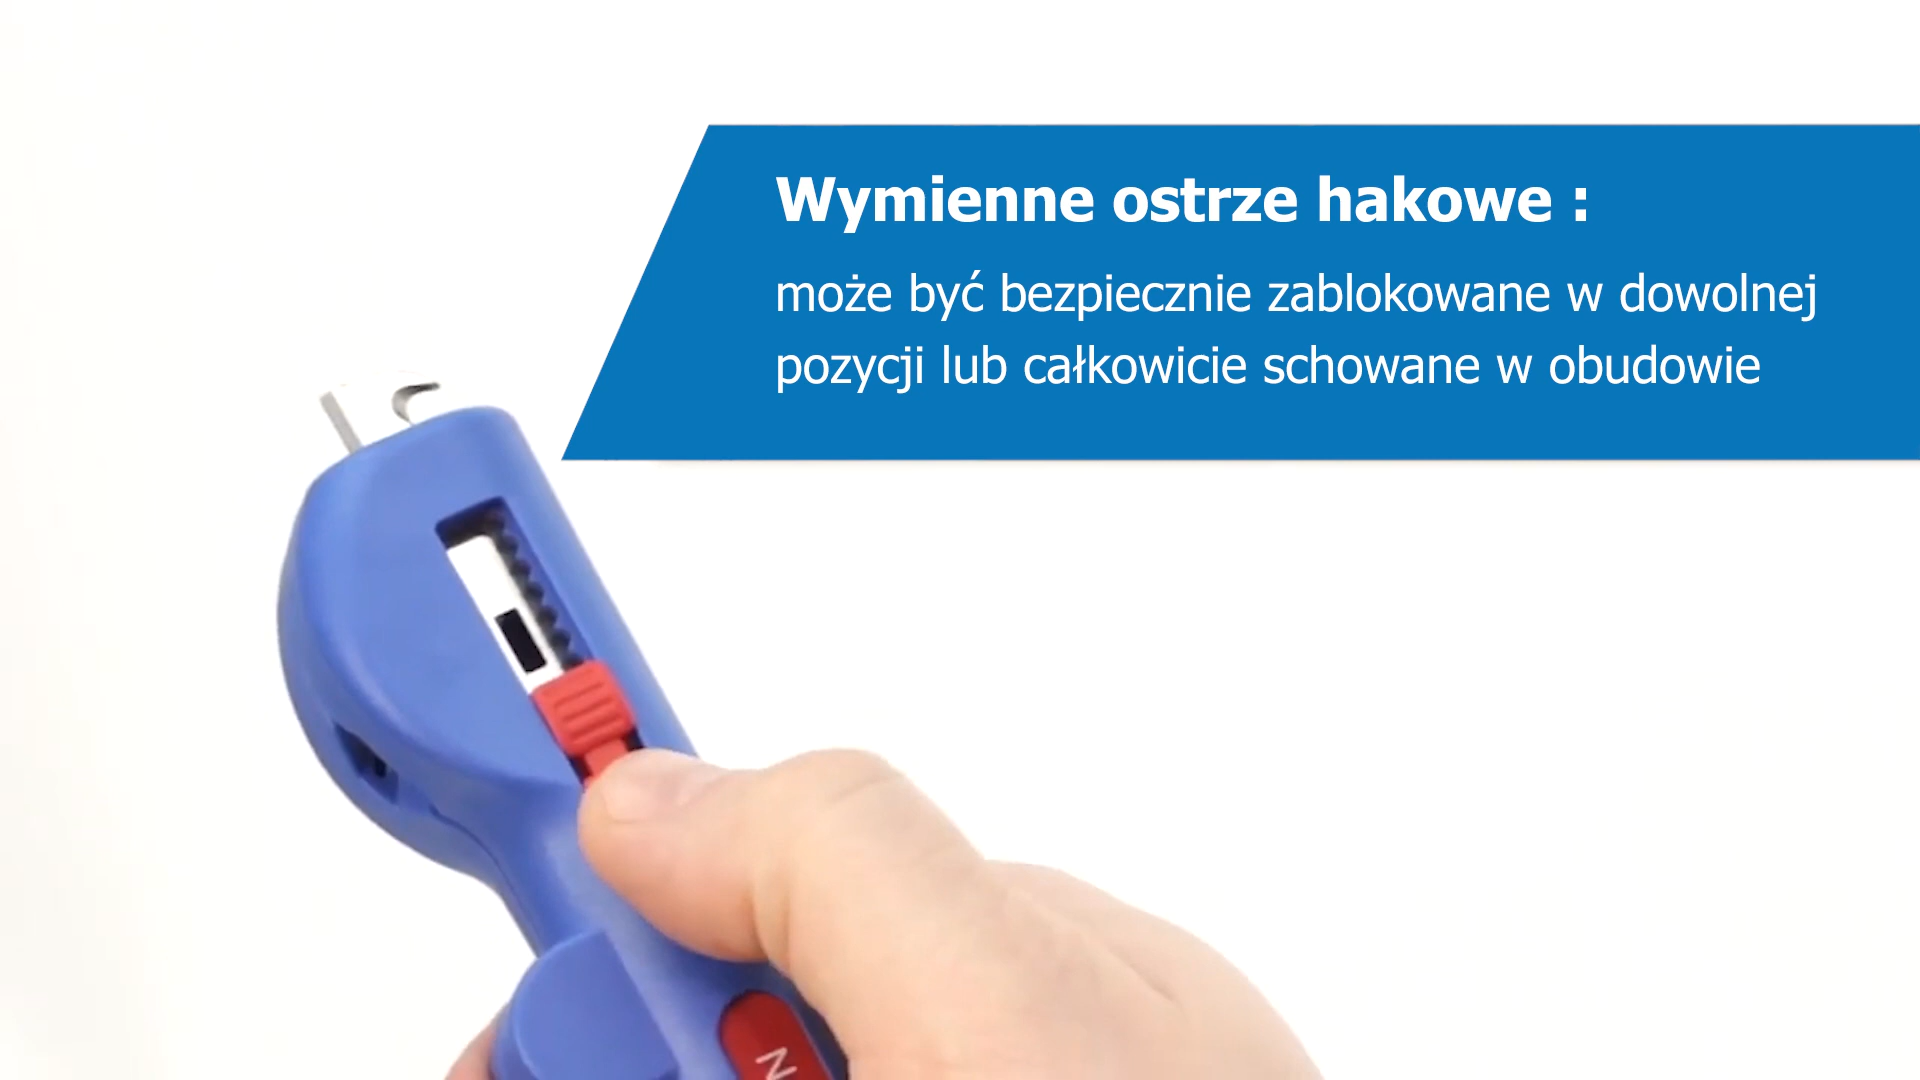 Wymienne ostrze hakowe :
może być bezpiecznie zablokowane w dowolnej
pozycji lub całkowicie schowane w obudowie
N